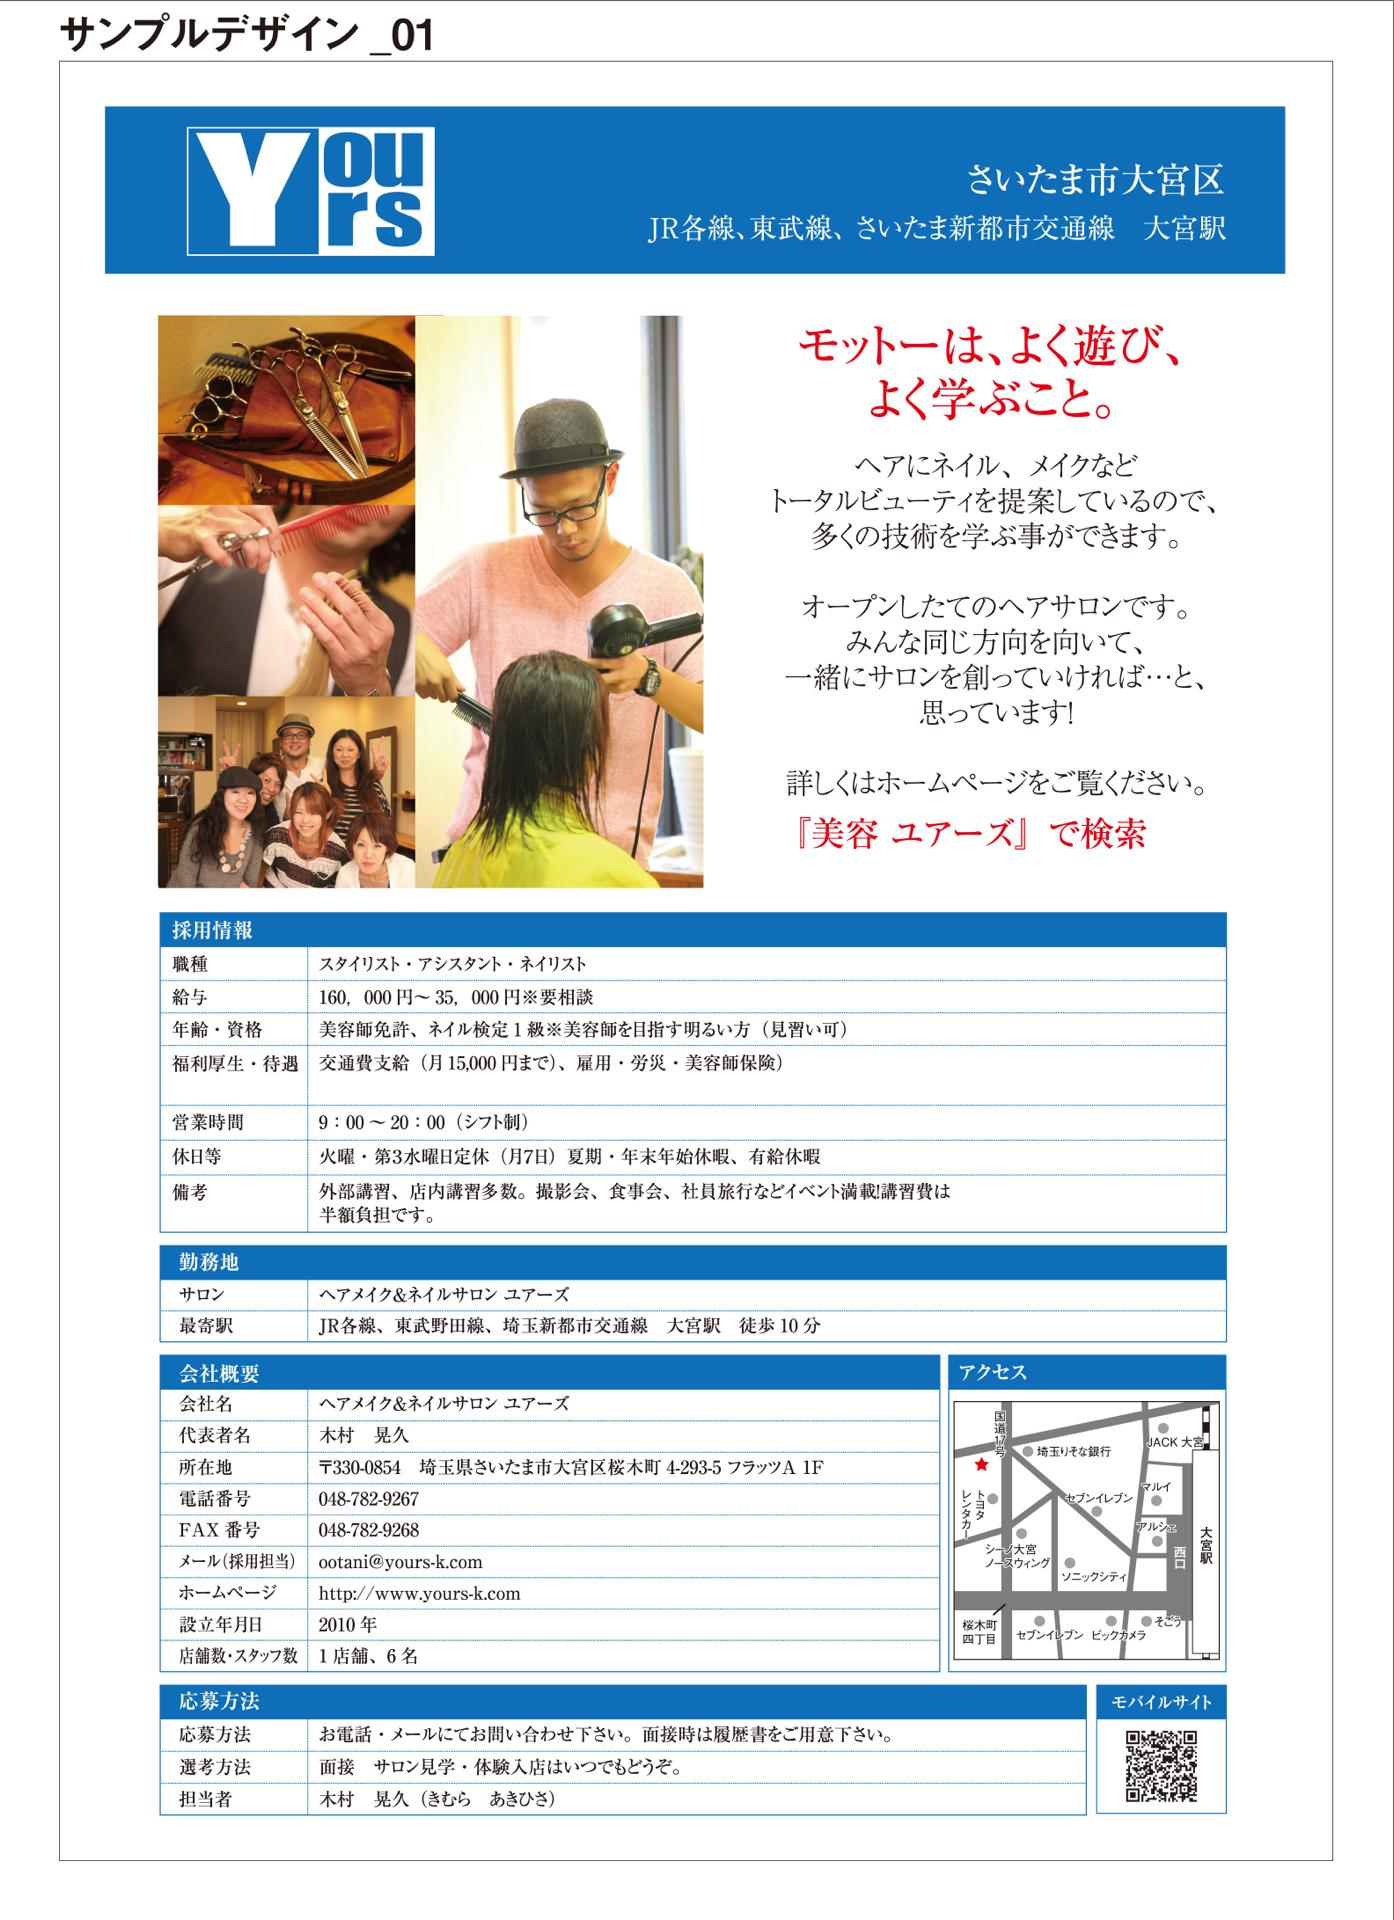 サンプルデザイン _01
Yours
さいたま市大宮区
JR各線、東武線、さいたま新都市交通線　大宮駅
モットーは、よく遊び、
よく学ぶこと。
ヘアにネイル、メイクなど
トータルビューティを提案しているので、
多くの技術を学ぶ事ができます。
オープンしたてのヘアサロンです。
みんな同じ方向を向いて、
一緒にサロンを創っていければ…と、
思っています!
詳しくはホームページをご覧ください。
『美容 ユアーズ』で検索
採用情報
職種 スタイリスト・アシスタント・ネイリスト
給与 160，000円～35，000円※要相談
年齢・資格 美容師免許、ネイル検定1級※美容師を目指す明るい方（見習い可）
福利厚生・待遇 交通費支給（月15,000円まで）、雇用・労災・美容師保険）
営業時間 9：00～20：00（シフト制）
休日等 火曜・第3水曜日定休（月7日）夏期・年末年始休暇、有給休暇
備考 外部講習、店内講習多数。撮影会、食事会、社員旅行などイベント満載!講習費は
半額負担です。
勤務地
サロン ヘアメイク&ネイルサロン ユアーズ
最寄駅 JR各線、東武野田線、埼玉新都市交通線　大宮駅　徒歩10分
会社概要
会社名 ヘアメイク&ネイルサロン ユアーズ
代表者名 木村　晃久
所在地 〒330-0854　埼玉県さいたま市大宮区桜木町 4-293-5 フラッツA 1F
電話番号 048-782-9267
FAX 番号 048-782-9268
メール（採用担当） ootani@yours-k.com
ホームページ http://www.yours-k.com
設立年月日 2010 年
店舗数・スタッフ数 1店舗、6名
アクセス
国道17号
JACK 大宮
埼玉りそな銀行
マルイ
トヨタ
レンタカー
セブンイレブン
アルシェ
大宮駅
西口
シーノ大宮
ノースウィング
ソニックシティ
桜木町
四丁目
セブンイレブン
ビックカメラ
そごう
応募方法
応募方法 お電話・メールにてお問い合わせ下さい。面接時は履歴書をご用意下さい。
選考方法 面接　サロン見学・体験入店はいつでもどうぞ。
担当者 木村　晃久（きむら　あきひさ）
モバイルサイト